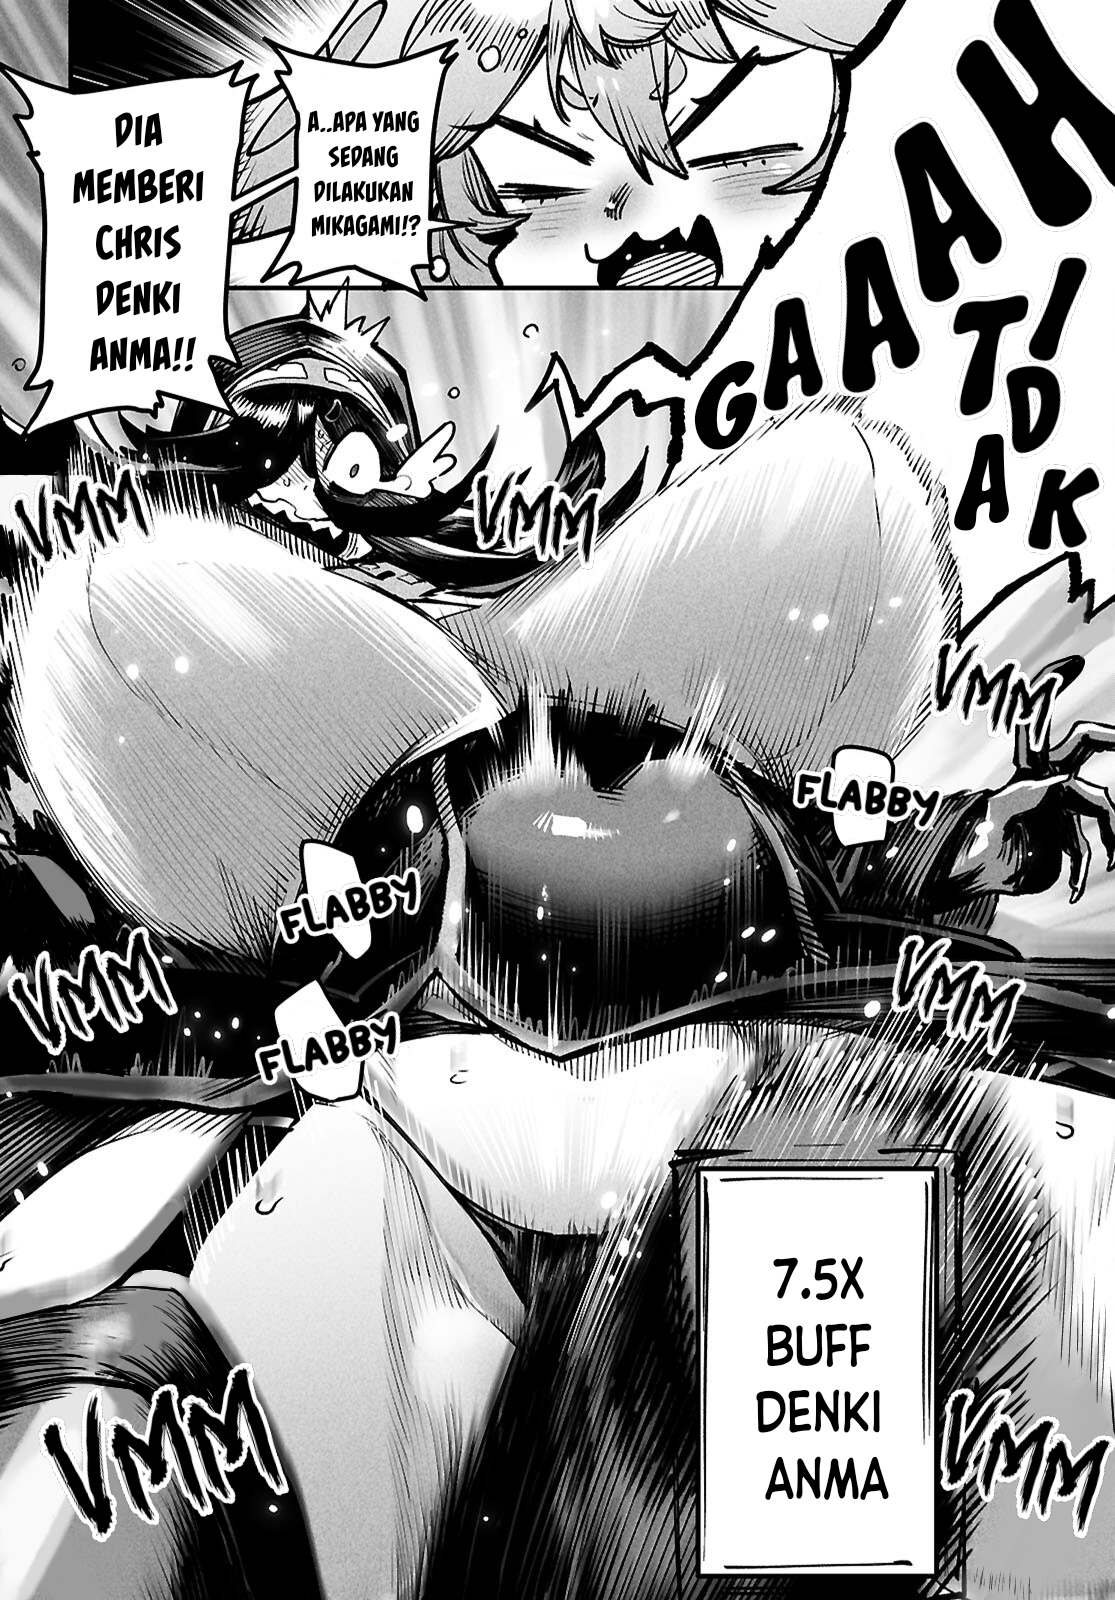 A..APA YANG
SEDANG
DILAKUKAN
MIKAGAMI!!?
DIA
MEMBERI
CHRIS
DENKI
ANMA!!
GAAAAH
TIDAK
VMM
VMM
VMM
FLABBY
FLABBY
VMM
VMM
FLABBY
7.5X
BUFF
DENKI
ANMA
VMM
VMM